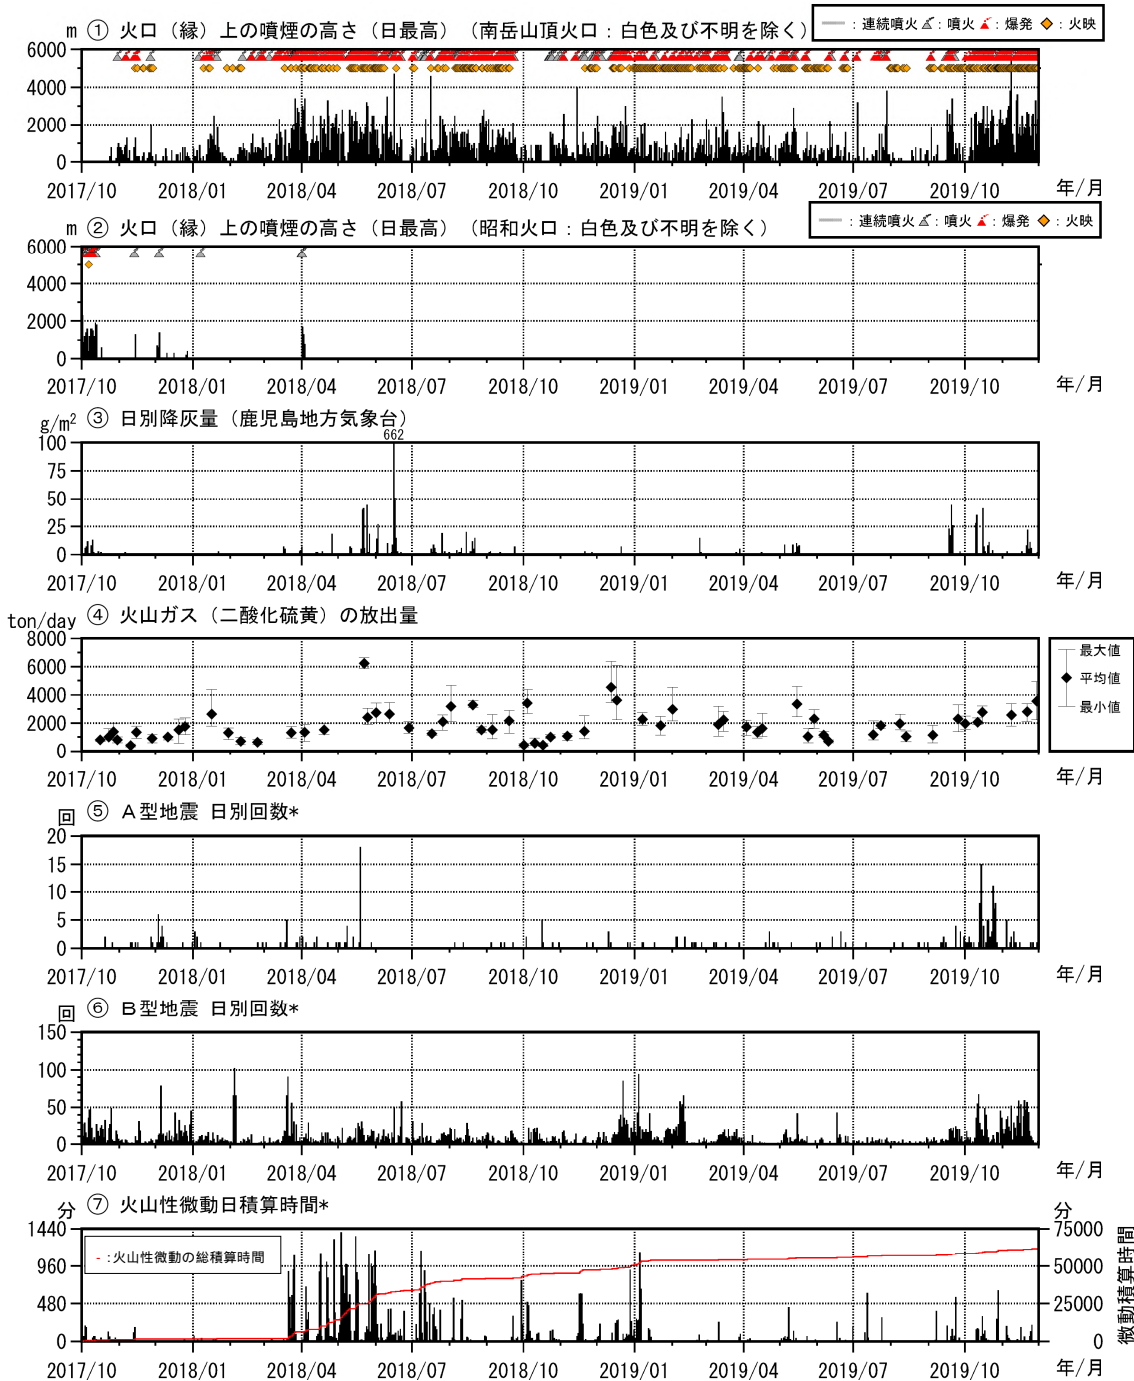 m ① 火口（縁）上の噴煙の高さ（日最高）（南岳山頂火口：白色及び不明を除く）
：連続噴火 ：噴火 ：爆発 ：火映
6000
4000
2000
0
2017/10 2018/01 2018/04 2018/07 2018/10 2019/01 2019/04 2019/07 2019/10 年/月
m ② 火口（縁）上の噴煙の高さ（日最高）（昭和火口：白色及び不明を除く）
：連続噴火 ：噴火 ：爆発 ：火映
6000
4000
2000
0
2017/10 2018/01 2018/04 2018/07 2018/10 2019/01 2019/04 2019/07 2019/10 年/月
g/m² ③ 日別降灰量（鹿児島地方気象台）
662
100
75
50
25
0
2017/10 2018/01 2018/04 2018/07 2018/10 2019/01 2019/04 2019/07 2019/10 年/月
ton/day ④ 火山ガス（二酸化硫黄）の放出量
8000
6000
4000
2000
0
最大値
平均値
最小値
2017/10 2018/01 2018/04 2018/07 2018/10 2019/01 2019/04 2019/07 2019/10 年/月
回 ⑤ Ａ型地震 日別回数*
20
15
10
5
0
2017/10 2018/01 2018/04 2018/07 2018/10 2019/01 2019/04 2019/07 2019/10 年/月
回 ⑥ Ｂ型地震 日別回数*
150
100
50
0
2017/10 2018/01 2018/04 2018/07 2018/10 2019/01 2019/04 2019/07 2019/10 年/月
分 ⑦ 火山性微動日積算時間* 分
1440 75000
：火山性微動の総積算時間
960 50000
480 25000
0 0
微動積算時間
2017/10 2018/01 2018/04 2018/07 2018/10 2019/01 2019/04 2019/07 2019/10 年/月